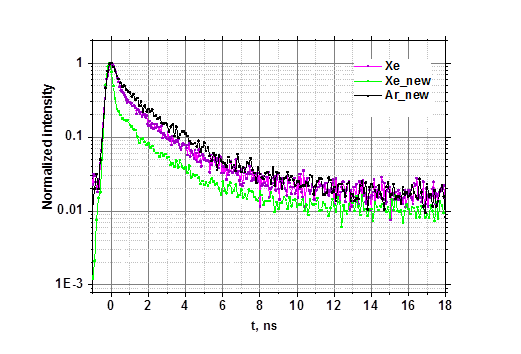 Xe
Xe_new
Ar_new
1
0.1
0.01
1E-3
Normalized intensity
0 2 4 6 8 10 12 14 16 18
t, ns